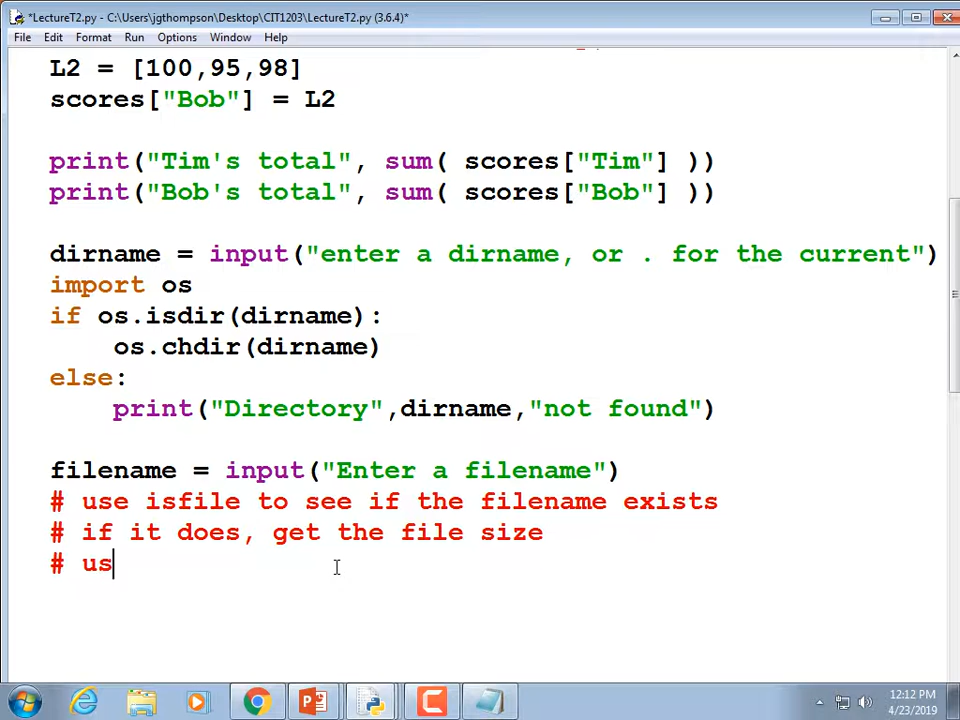 *LectureT2.py - C:\Users\jgthompson\Desktop\CIT1203\LectureT2.py (3.6.4)*
File Edit Format Run Options Window Help
L2 = [100,95,98]
scores["Bob"] = L2
print("Tim's total", sum( scores["Tim"] ))
print("Bob's total", sum( scores["Bob"] ))
dirname = input("enter a dirname, or . for the current")
import os
if os.isdir(dirname):
    os.chdir(dirname)
else:
    print("Directory",dirname,"not found")
filename = input("Enter a filename")
# use isfile to see if the filename exists
# if it does, get the file size
# us
12:12 PM
4/23/2019